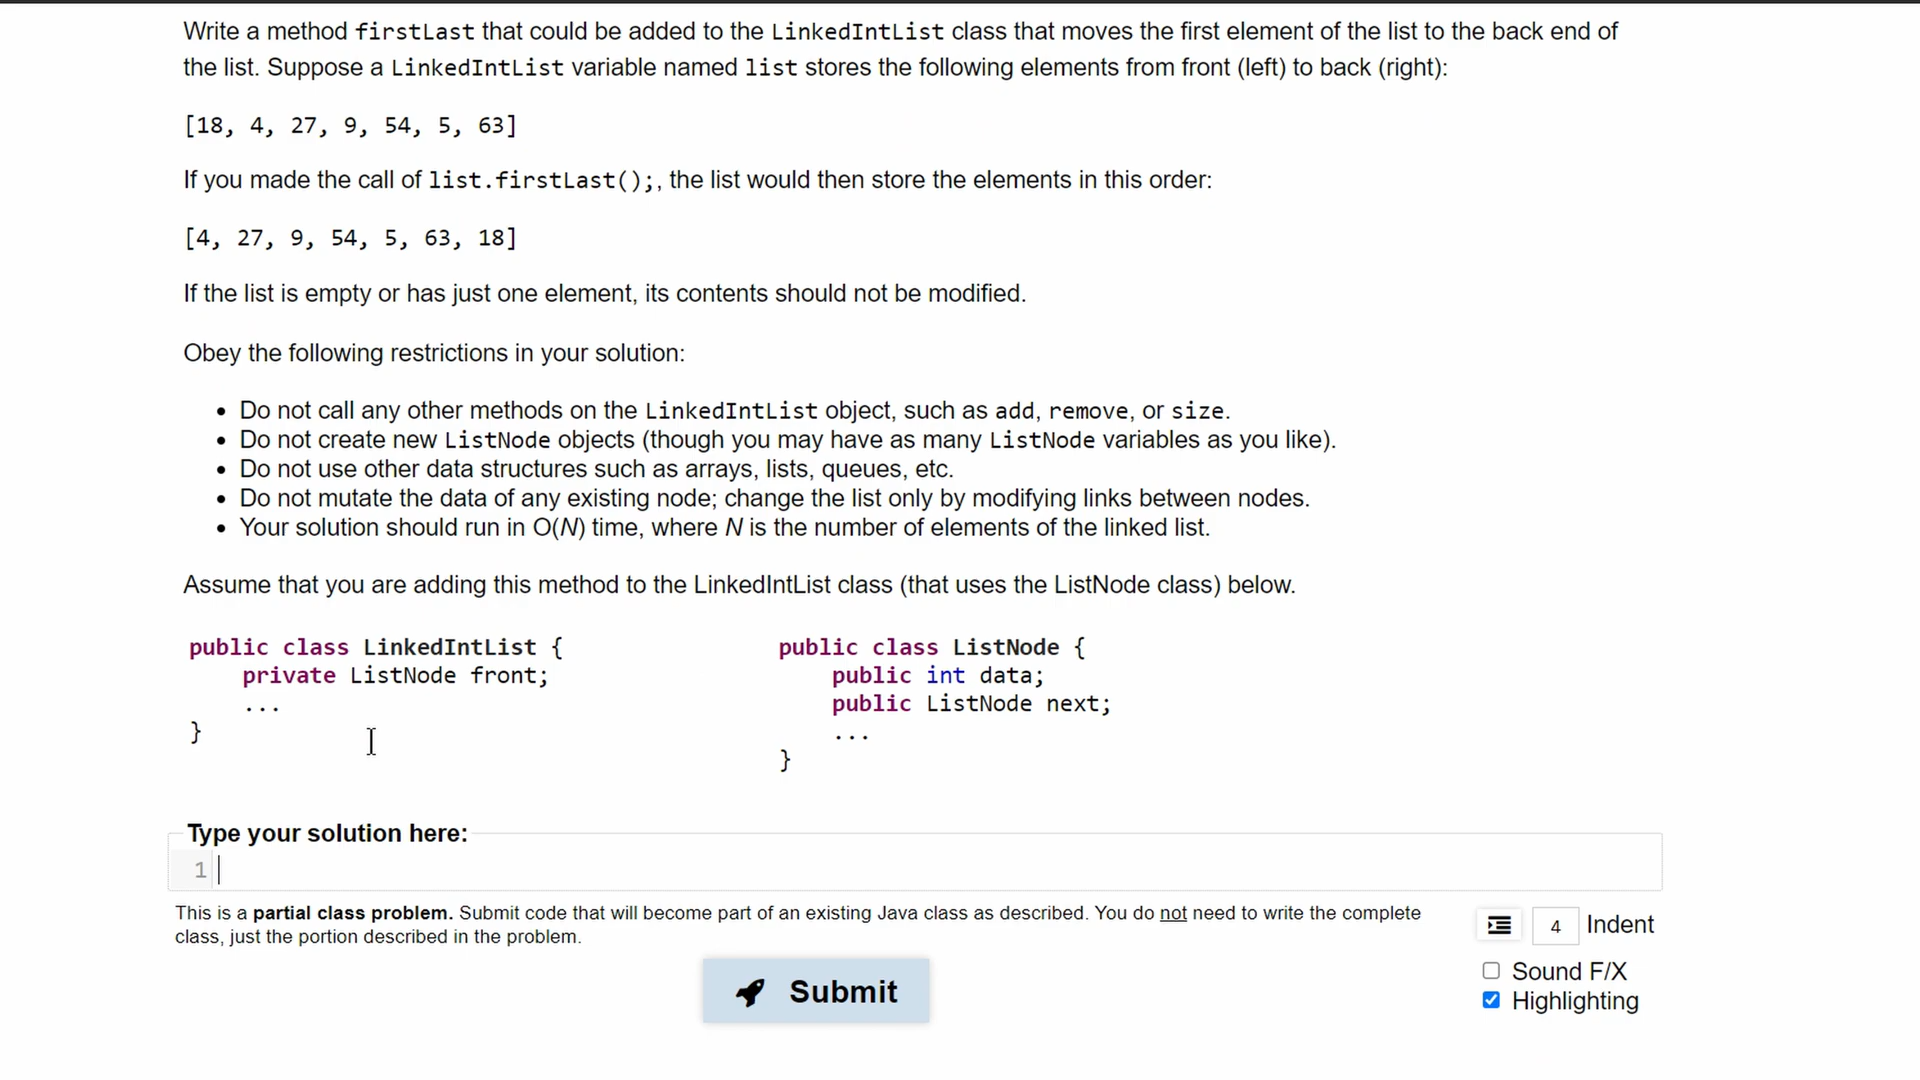 Write a method firstLast that could be added to the LinkedIntList class that moves the first element of the list to the back end of
the list. Suppose a LinkedIntList variable named list stores the following elements from front (left) to back (right):
[18, 4, 27, 9, 54, 5, 63]
If you made the call of list.firstLast();, the list would then store the elements in this order:
[4, 27, 9, 54, 5, 63, 18]
If the list is empty or has just one element, its contents should not be modified.
Obey the following restrictions in your solution:
• Do not call any other methods on the LinkedIntList object, such as add, remove, or size.
• Do not create new ListNode objects (though you may have as many ListNode variables as you like).
• Do not use other data structures such as arrays, lists, queues, etc.
• Do not mutate the data of any existing node; change the list only by modifying links between nodes.
• Your solution should run in O(N) time, where N is the number of elements of the linked list.
Assume that you are adding this method to the LinkedIntList class (that uses the ListNode class) below.
public class LinkedIntList {
    private ListNode front;
    ...
}
public class ListNode {
    public int data;
    public ListNode next;
    ...
}
Type your solution here:
1
This is a partial class problem. Submit code that will become part of an existing Java class as described. You do not need to write the complete
class, just the portion described in the problem.
4 Indent
Sound F/X
Highlighting
Submit